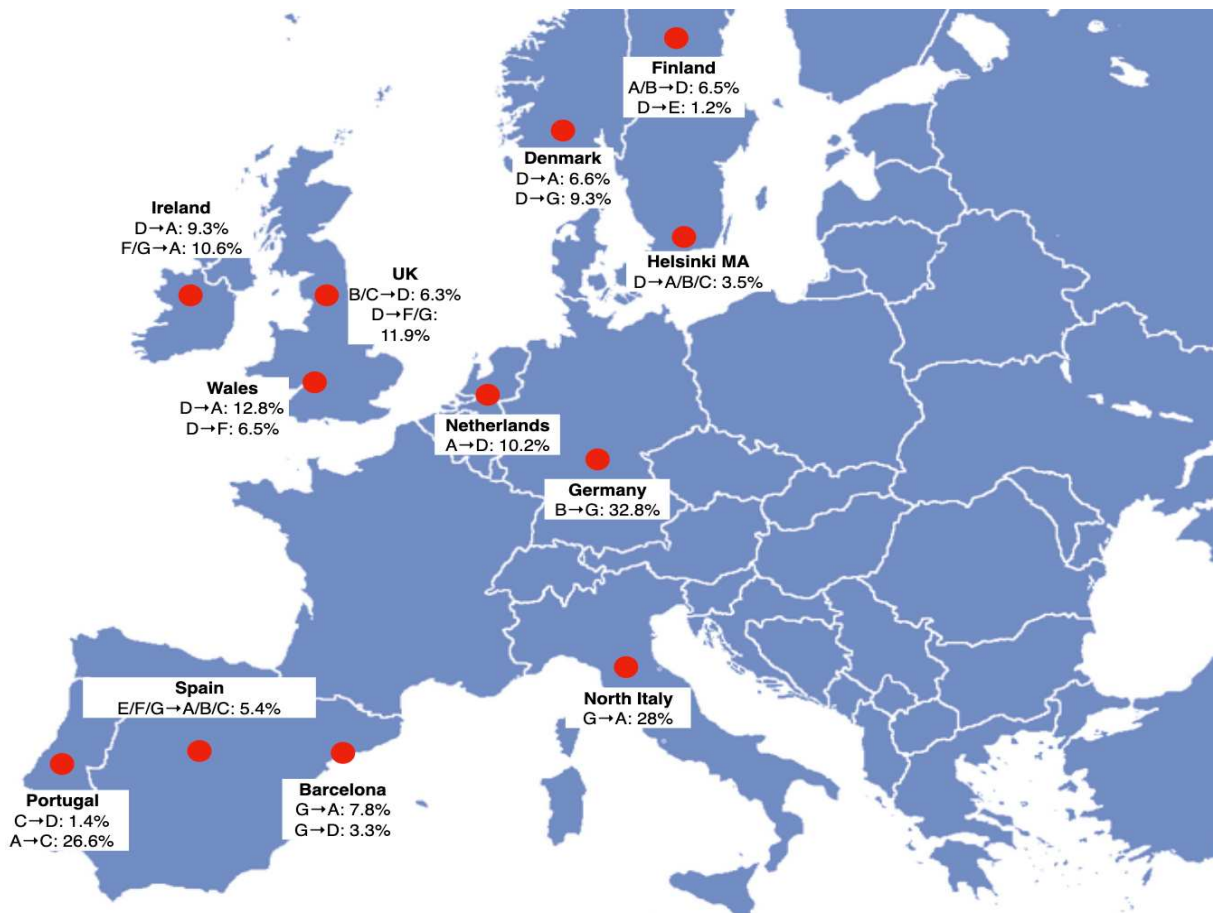 Finland
A/B→D: 6.5%
D→E: 1.2%
Denmark
D→A: 6.6%
D→G: 9.3%
Ireland
D→A: 9.3%
F/G→A: 10.6%
Helsinki MA
D→A/B/C: 3.5%
UK
B/C→D: 6.3%
D→F/G:
11.9%
Wales
D→A: 12.8%
D→F: 6.5%
Netherlands
A→D: 10.2%
Germany
B→G: 32.8%
Spain
E/F/G→A/B/C: 5.4%
North Italy
G→A: 28%
Portugal
C→D: 1.4%
A→C: 26.6%
Barcelona
G→A: 7.8%
G→D: 3.3%